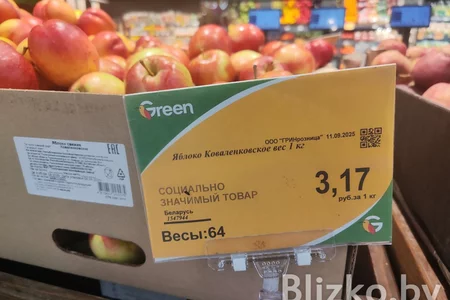 Green
ООО "ГРИНрозница" 11.09.2025
Яблоко Коваленковское вес 1 кг
СОЦИАЛЬНО
ЗНАЧИМЫЙ ТОВАР
3,17
руб.за 1 кг
Беларусь
1547944
Весы:64
Blizko.by